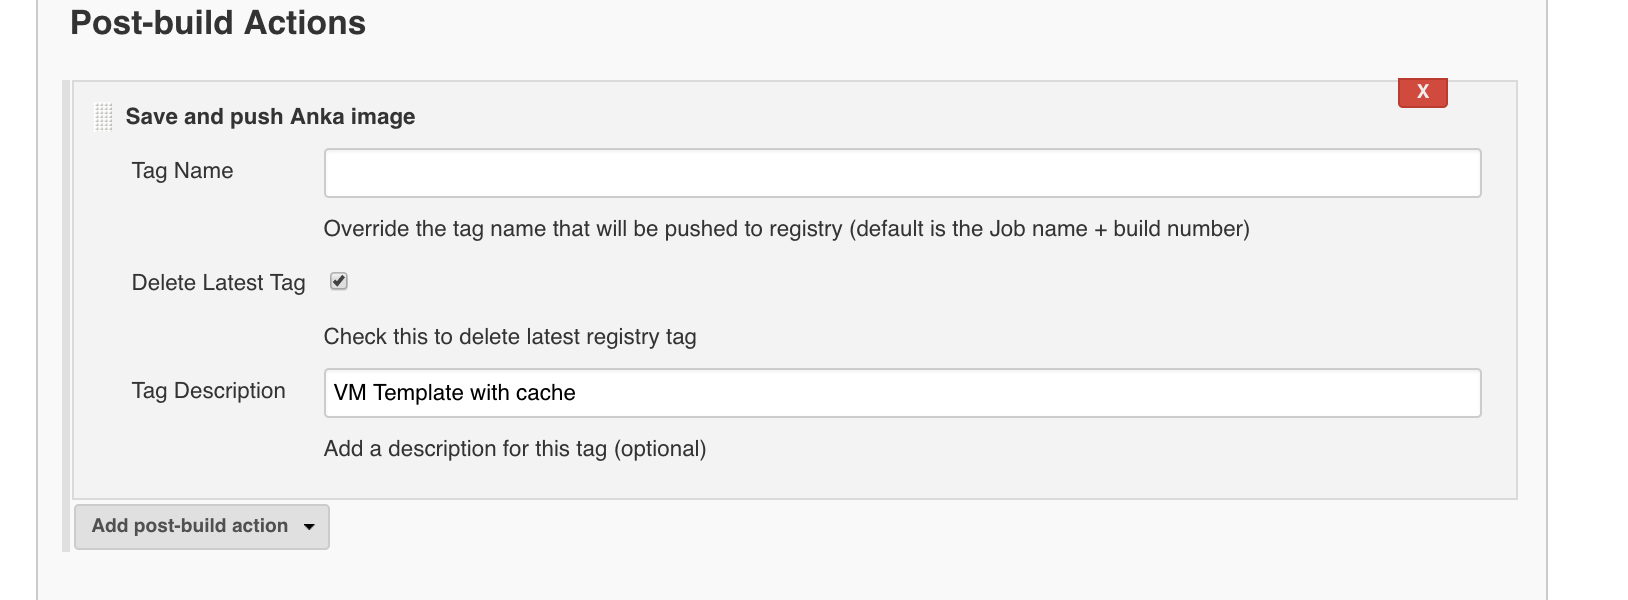 Post-build Actions
X
Save and push Anka image
Tag Name
Override the tag name that will be pushed to registry (default is the Job name + build number)
Delete Latest Tag
Check this to delete latest registry tag
Tag Description VM Template with cache
Add a description for this tag (optional)
Add post-build action